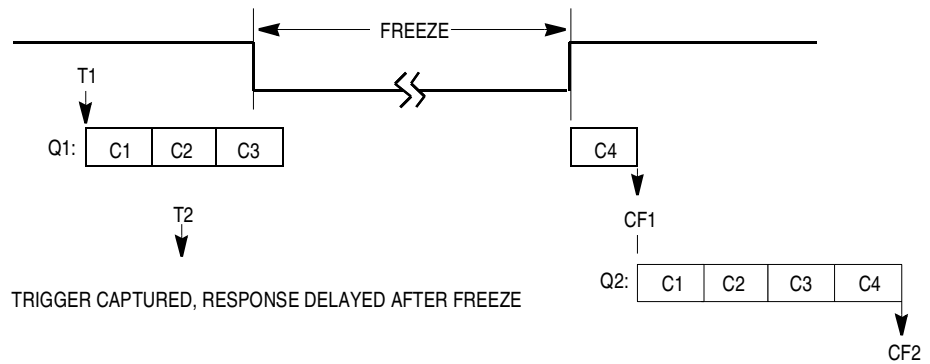 FREEZE
T1
Q1: C1 C2 C3 C4
T2
CF1
Q2: C1 C2 C3 C4
TRIGGER CAPTURED, RESPONSE DELAYED AFTER FREEZE
CF2